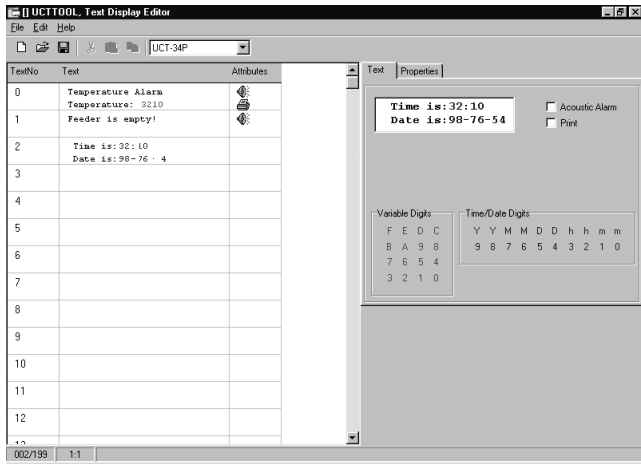 [] UCTTOOL, Text Display Editor
File Edit Help
UCT-34P
TextNo Text Attributes
0 Temperature Alarm
Temperature: 3210
1 Feeder is empty!
2 Time is:32:10
Date is:98-76- 4
3
4
5
6
7
8
9
10
11
12
002/199 1:1
Text Properties
Time is:32:10
Date is:98-76-54
Acoustic Alarm
Print
Variable Digits
F E D C
B A 9 8
7 6 5 4
3 2 1 0
Time/Date Digits
Y Y M M D D h h m m
9 8 7 6 5 4 3 2 1 0